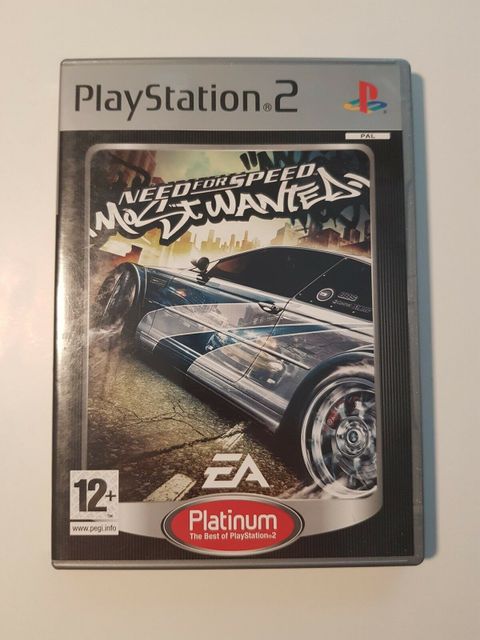 PlayStation®2
PAL
NEED FOR SPEED
MOST WANTED
EA
12+
www.pegi.info
Platinum
The Best of PlayStation®2